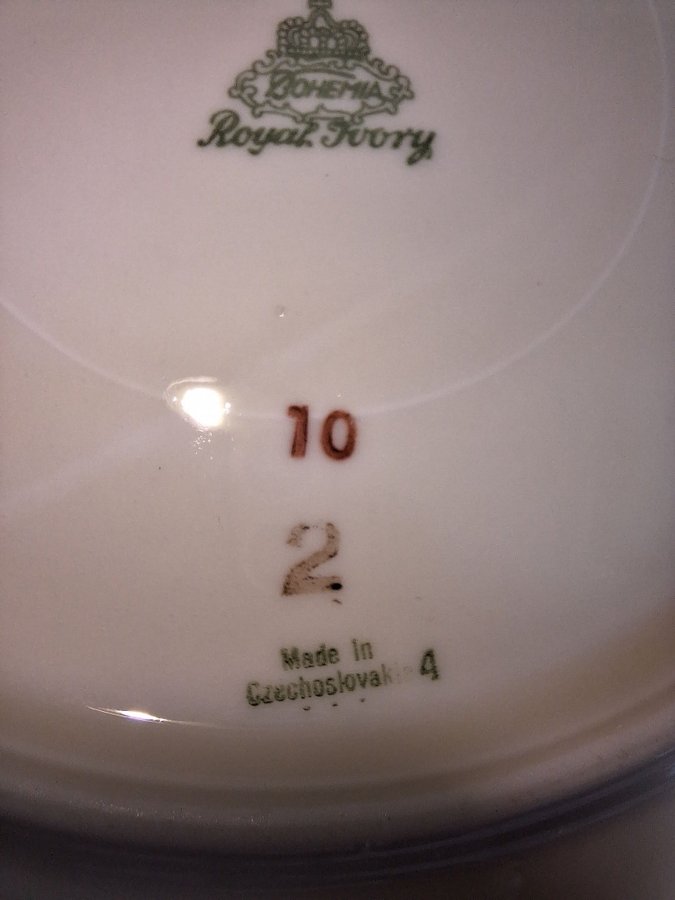 BOHEMIA
Royal Ivory
10
2
Made in
Czechoslovakia 4